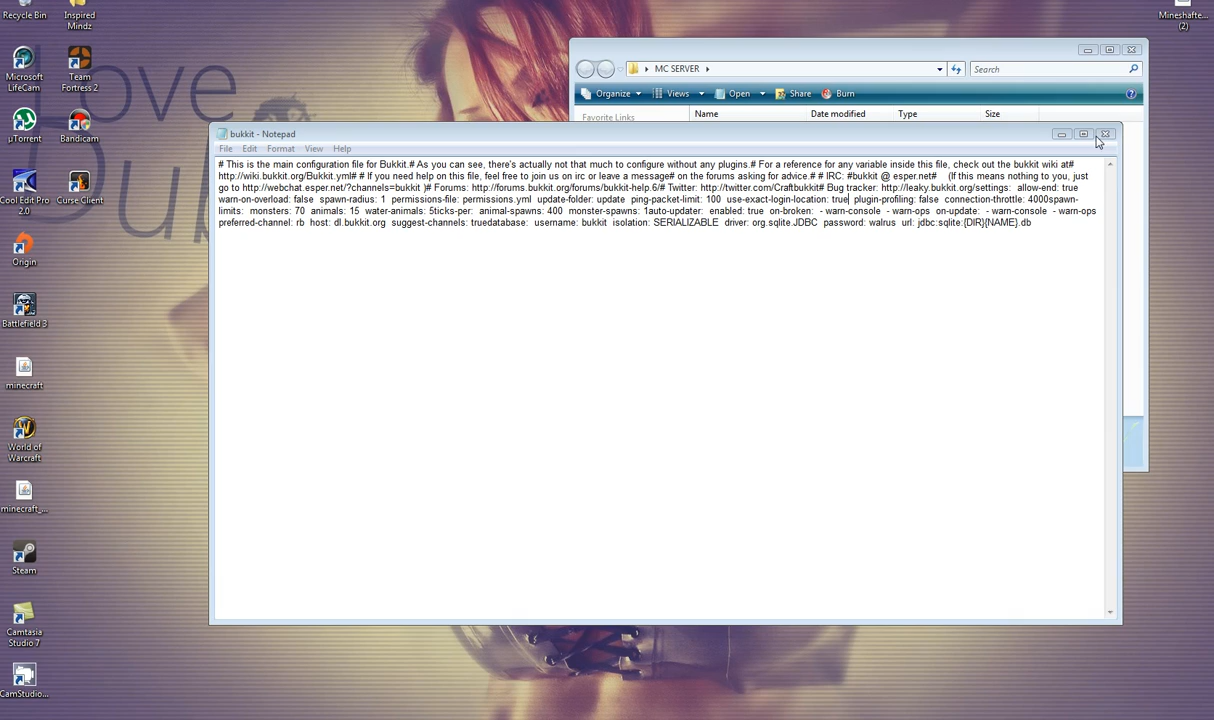 Recycle Bin
Inspired
Mindz
Mineshafte...
(2)
Love
Microsoft
LifeCam
Team
Fortress 2
µTorrent
Bandicam
Cool Edit Pro
2.0
Curse Client
Origin
Battlefield 3
minecraft
World of
Warcraft
minecraft_...
Steam
Camtasia
Studio 7
CamStudio...
MC SERVER
Search
Organize
Views
Open
Share
Burn
Favorite Links
Name
Date modified
Type
Size
bukkit - Notepad
File Edit Format View Help
# This is the main configuration file for Bukkit.# As you can see, there's actually not that much to configure without any plugins.# For a reference for any variable inside this file, check out the bukkit wiki at#
http://wiki.bukkit.org/Bukkit.yml# # If you need help on this file, feel free to join us on irc or leave a message# on the forums asking for advice.# # IRC: #bukkit @ esper.net#    (If this means nothing to you, just
go to http://webchat.esper.net/?channels=bukkit )# Forums: http://forums.bukkit.org/forums/bukkit-help.6/# Twitter: http://twitter.com/Craftbukkit# Bug tracker: http://leaky.bukkit.org/settings:  allow-end: true
warn-on-overload: false  spawn-radius: 1  permissions-file: permissions.yml  update-folder: update  ping-packet-limit: 100  use-exact-login-location: true  plugin-profiling: false  connection-throttle: 4000spawn-
limits:  monsters: 70  animals: 15  water-animals: 5ticks-per:  animal-spawns: 400  monster-spawns: 1auto-updater:  enabled: true  on-broken:  - warn-console  - warn-ops  on-update:  - warn-console  - warn-ops
preferred-channel: rb  host: dl.bukkit.org  suggest-channels: truedatabase:  username: bukkit  isolation: SERIALIZABLE  driver: org.sqlite.JDBC  password: walrus  url: jdbc:sqlite:{DIR}{NAME}.db